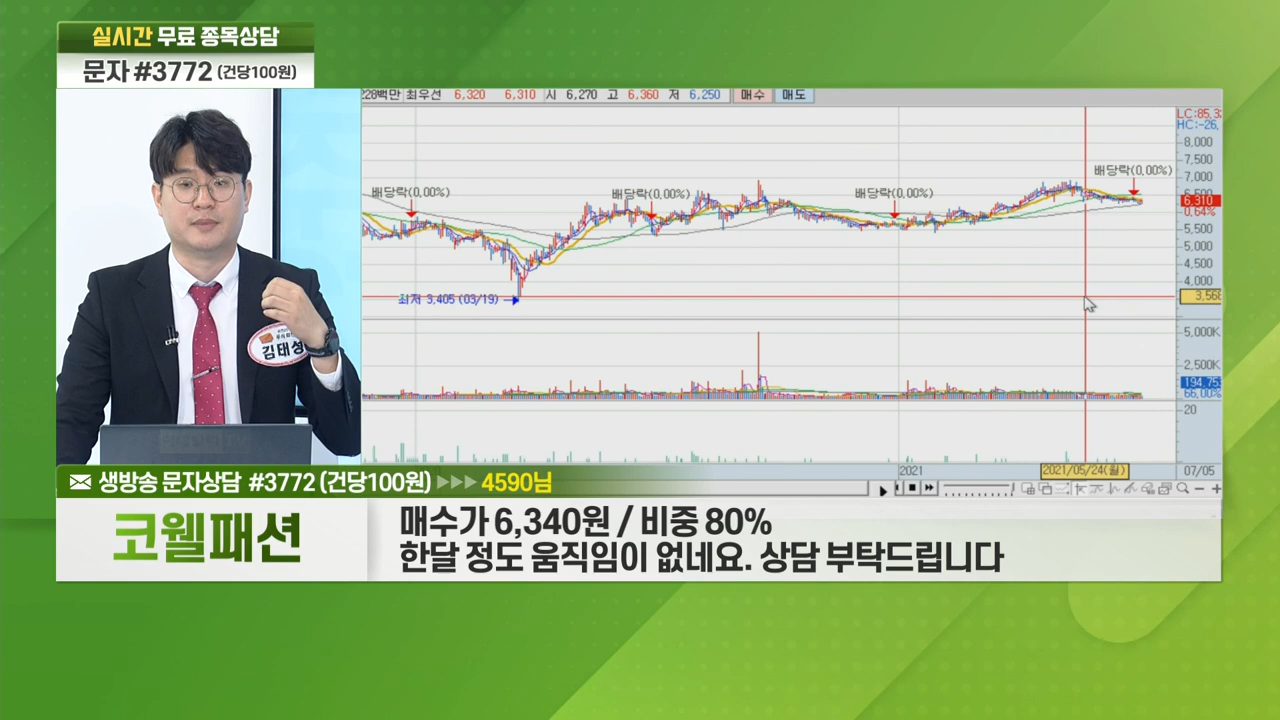 실시간 무료 종목상담
문자 #3772 (건당100원)
228백만 최우선 6,320 6,310 시 6,270 고 6,360 저 6,250 매수 매도
LC:85.3
HC:-26,
8,000
7,500
7,000
6,500
6,310
0.64%
5,500
5,000
4,500
4,000
3,56
배당락(0.00%)
배당락(0.00%)
배당락(0.00%)
배당락(0.00%)
최저 3,405 (03/19)
5,000K
2,500K
194.75
66.00%
20
2021
2021/05/24(월)
07/05
김태성
생방송 문자상담 #3772 (건당100원) 4590님
코웰패션
매수가 6,340원 / 비중 80%
한달 정도 움직임이 없네요. 상담 부탁드립니다